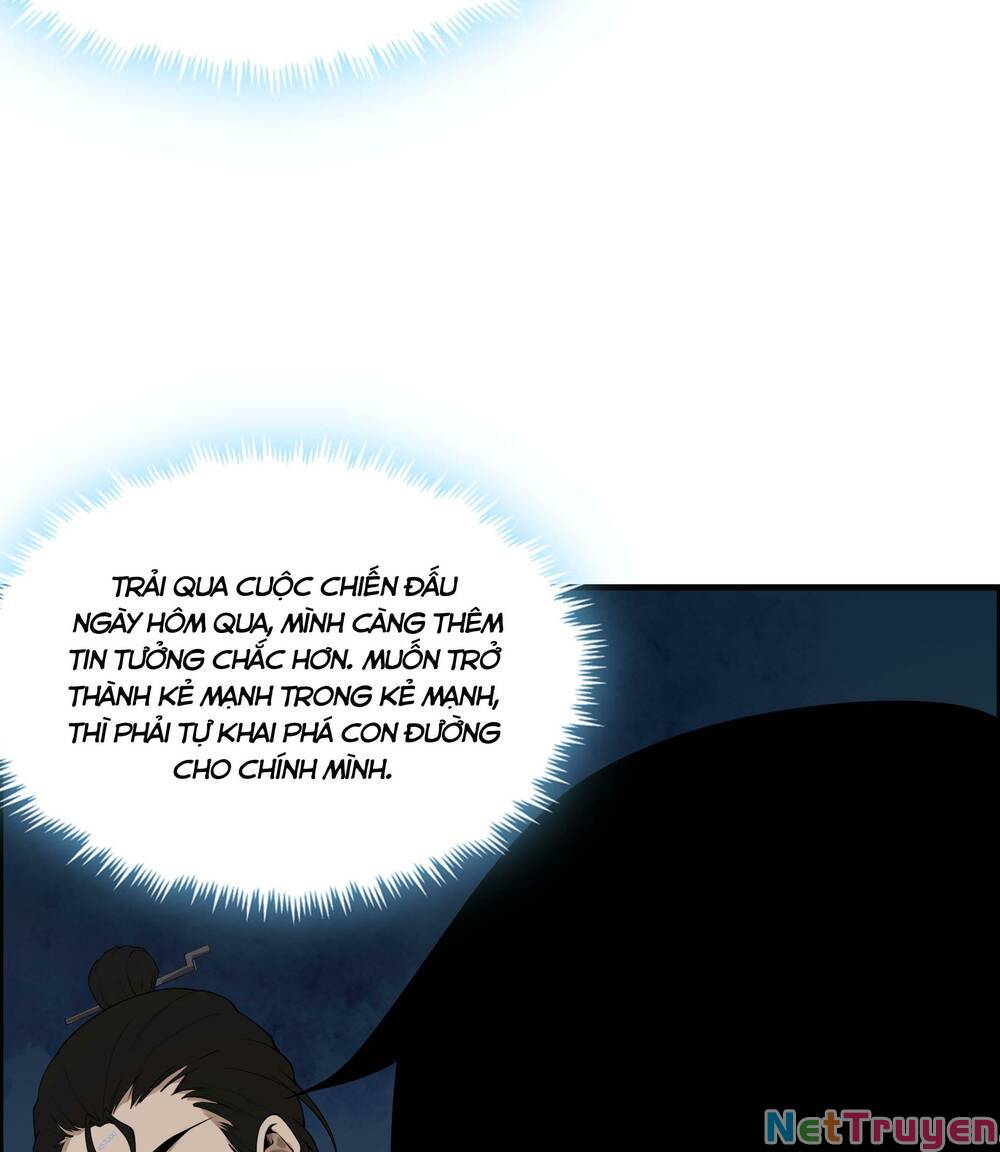 TRẢI QUA CUỘC CHIẾN ĐẤU
NGÀY HÔM QUA, MÌNH CÀNG THÊM
TIN TƯỞNG CHẮC HƠN. MUỐN TRỞ
THÀNH KẺ MẠNH TRONG KẺ MẠNH,
THÌ PHẢI TỰ KHAI PHÁ CON ĐƯỜNG
CHO CHÍNH MÌNH.
NetTruyen